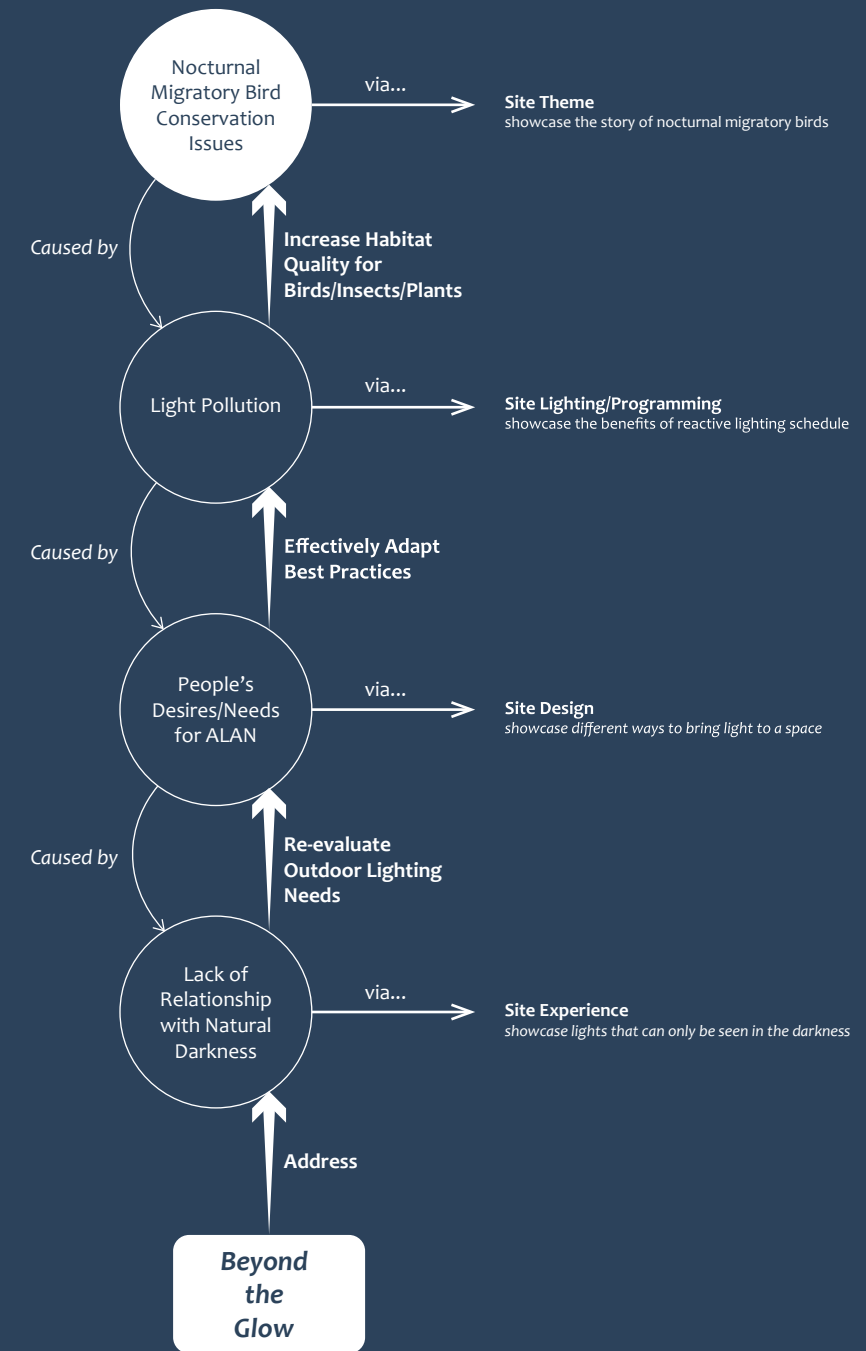 Nocturnal
Migratory Bird
Conservation
Issues
via...
Site Theme
showcase the story of nocturnal migratory birds
Caused by
Increase Habitat
Quality for
Birds/Insects/Plants
Light Pollution
via...
Site Lighting/Programming
showcase the benefits of reactive lighting schedule
Caused by
Effectively Adapt
Best Practices
People’s
Desires/Needs
for ALAN
via...
Site Design
showcase different ways to bring light to a space
Caused by
Re-evaluate
Outdoor Lighting
Needs
Lack of
Relationship
with Natural
Darkness
via...
Site Experience
showcase lights that can only be seen in the darkness
Address
Beyond
the
Glow